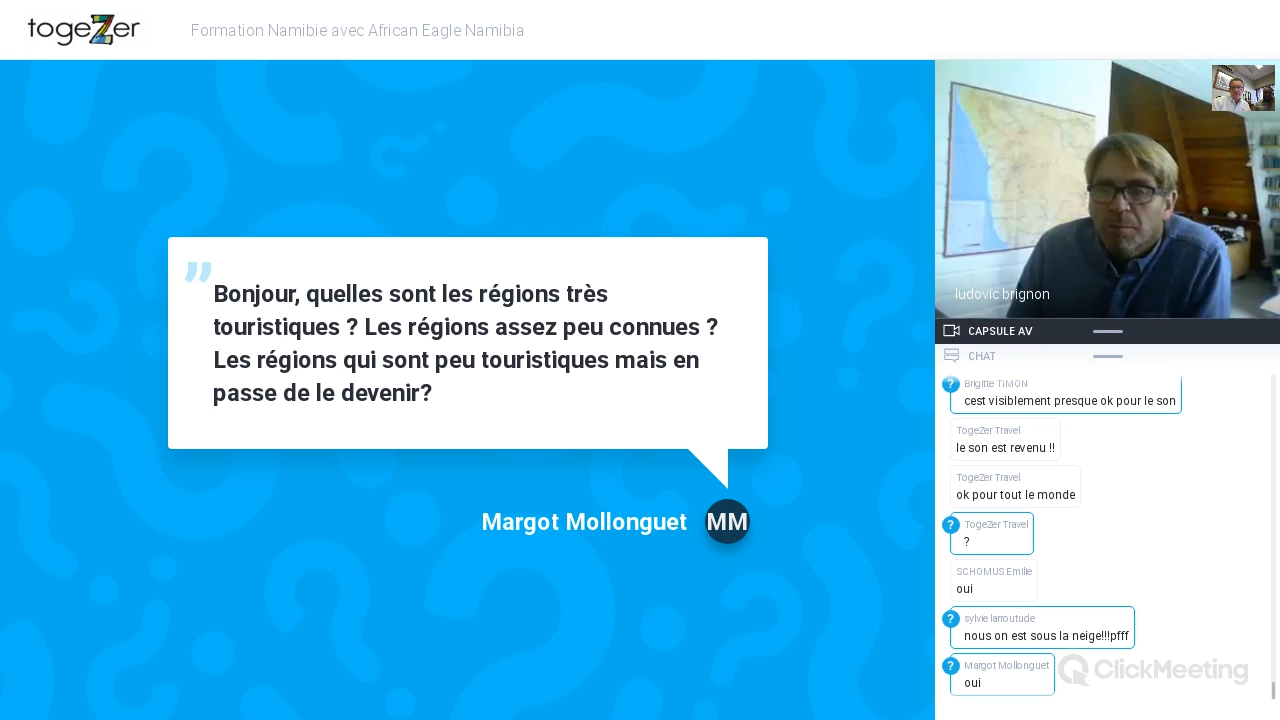 togeZer
Formation Namibie avec African Eagle Namibia
Bonjour, quelles sont les régions très
touristiques ? Les régions assez peu connues ?
Les régions qui sont peu touristiques mais en
passe de le devenir?
Margot Mollonguet
MM
ludovic brignon
CAPSULE AV
CHAT
?
Brigitte TIMON
cest visiblement presque ok pour le son
TogeZer Travel
le son est revenu !!
TogeZer Travel
ok pour tout le monde
?
TogeZer Travel
?
SCHOMUS Emilie
oui
?
sylvie larroutude
nous on est sous la neige!!!pfff
?
Margot Mollonguet
oui
ClickMeeting